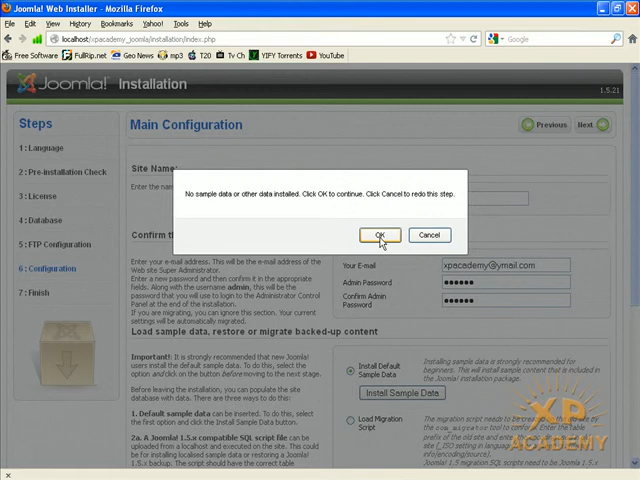 Joomla! Web Installer - Mozilla Firefox
File Edit View History Bookmarks Yahoo! Tools Help
localhost/xpacademy_joomla/installation/index.php
Google
Free Software FullRip.net Geo News mp3 T20 Tv Ch YIFY Torrents YouTube
Joomla! Installation
1.5.21
Steps
1 : Language
2 : Pre-installation Check
3 : License
4 : Database
5 : FTP Configuration
6 : Configuration
7 : Finish
Main Configuration
Previous Next
Site Name:
Enter the
No sample data or other data installed. Click OK to continue. Click Cancel to redo this step.
OK Cancel
Confirm th
Enter your e-mail address. This will be the e-mail address of the
Web site Super Administrator.
Enter a new password and then confirm it in the appropriate
fields. Along with the username admin, this will be the
password that you will use to login to the Administrator Control
Panel at the end of the installation.
If you are migrating, you can ignore this section. Your current
settings will be automatically migrated.
Your E-mail xpacademy@ymail.com
Admin Password
Confirm Admin
Password
Load sample data, restore or migrate backed-up content
Important!: It is strongly recommended that new Joomla!
users install the default sample data. To do this, select the
option and click on the button before moving to the next stage.
Before leaving the installation, you can populate the site
database with data. There are three ways to do this:
1. Default sample data can be inserted. To do this, select
the first option and click the Install Sample Data button.
2a. A Joomla! 1.5.x compatible SQL script file can be
uploaded from a localhost and executed on the site. This could
be for installing localised sample data or restoring a
1.5.x backup. The script should have the correct table
Install Default
Sample Data
Installing sample data is strongly recommended for
beginners. This will install sample content that is
included in the Joomla! installation package.
Install Sample Data
Load Migration
Script
XP
ACADEMY